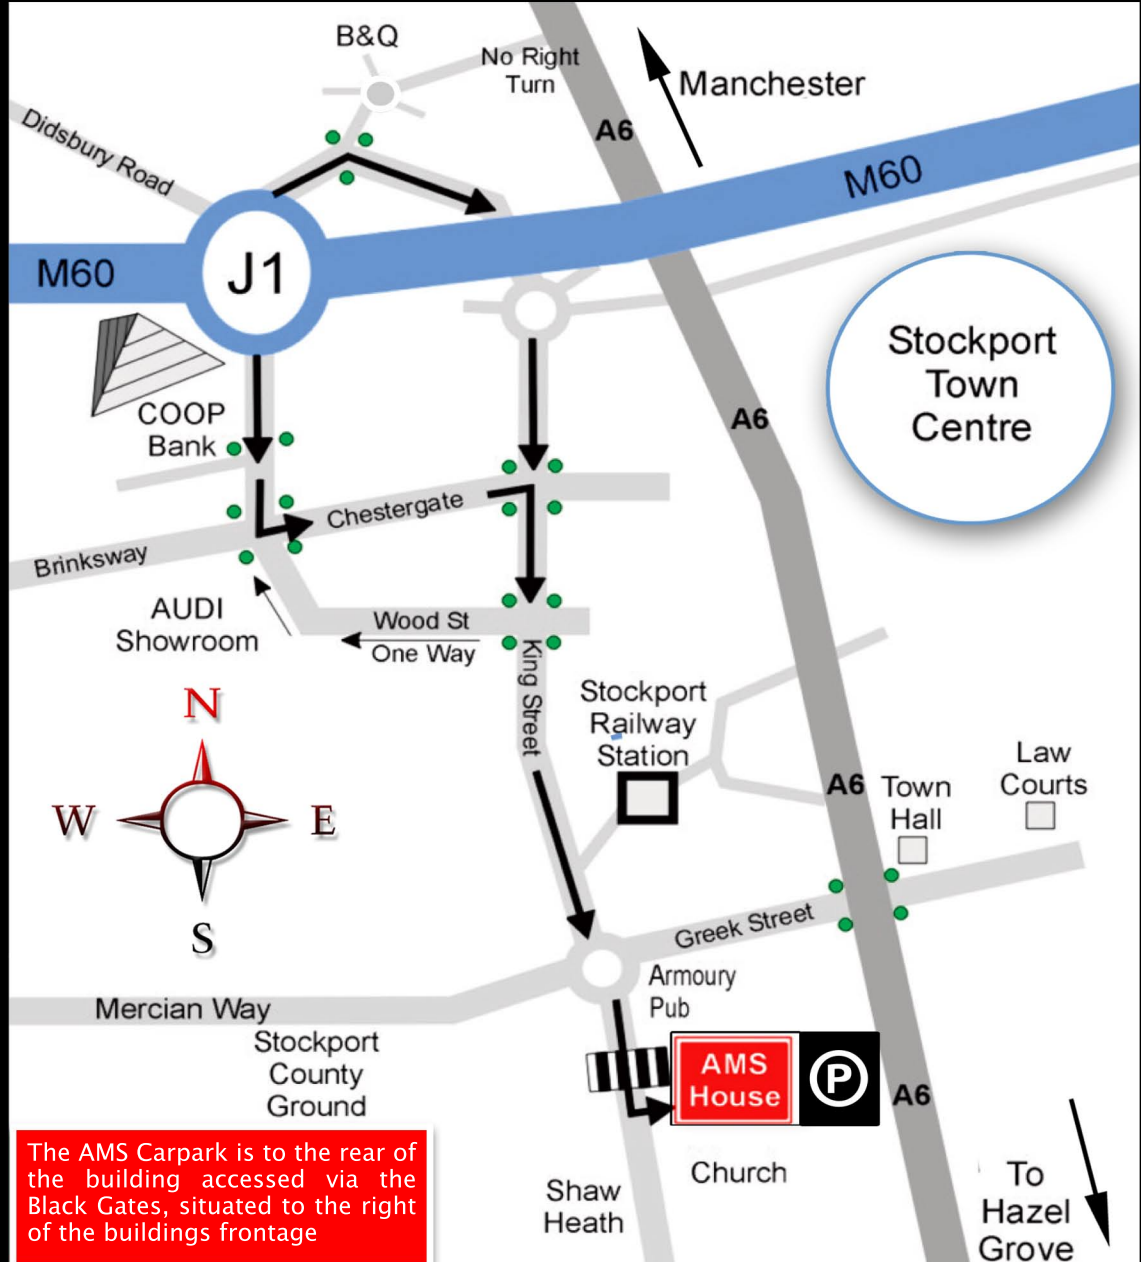 B&Q
No Right
Turn
Manchester
Didsbury Road
A6
M60
M60
J1
Stockport
Town
Centre
COOP
Bank
A6
Chestergate
Brinksway
AUDI
Showroom
Wood St
One Way
King Street
Stockport
Railway
Station
N
W
E
S
A6
Town
Hall
Law
Courts
Greek Street
Armoury
Pub
Mercian Way
Stockport
County
Ground
AMS
House
P
A6
The AMS Carpark is to the rear of
the building accessed via the
Black Gates, situated to the right
of the buildings frontage
Church
Shaw
Heath
To
Hazel
Grove